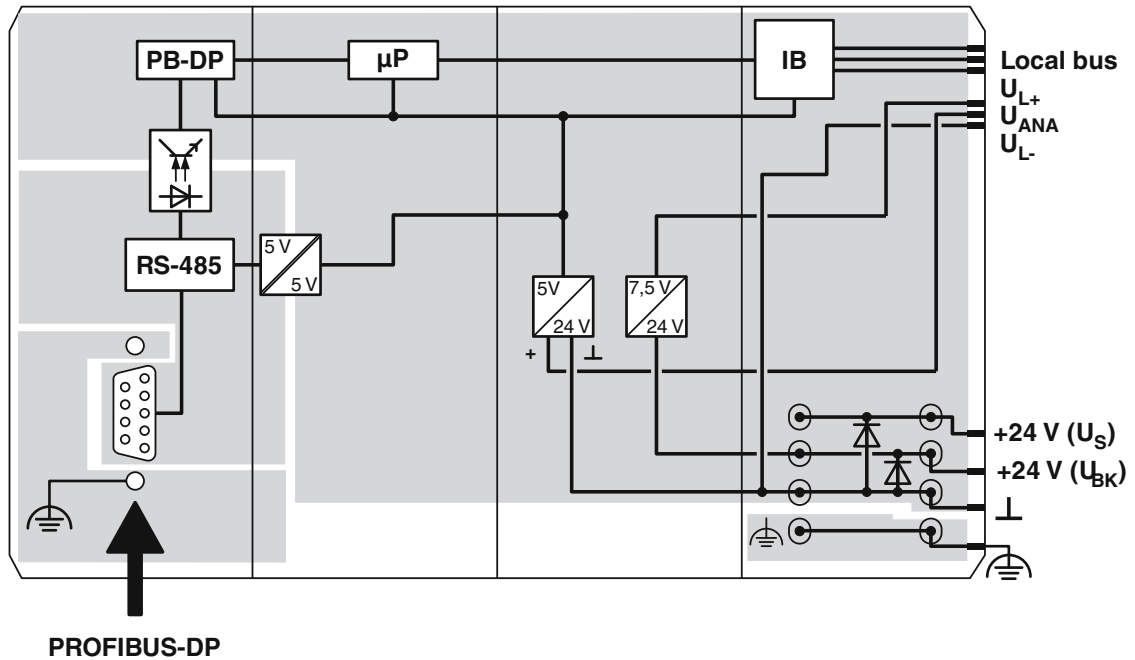 PB-DP
µP
IB
Local bus
UL+
UANA
UL-
RS-485
5 V
5 V
5V
24 V
7,5 V
24 V
+
⊥
+24 V (US)
+24 V (UBK)
⊥
PROFIBUS-DP